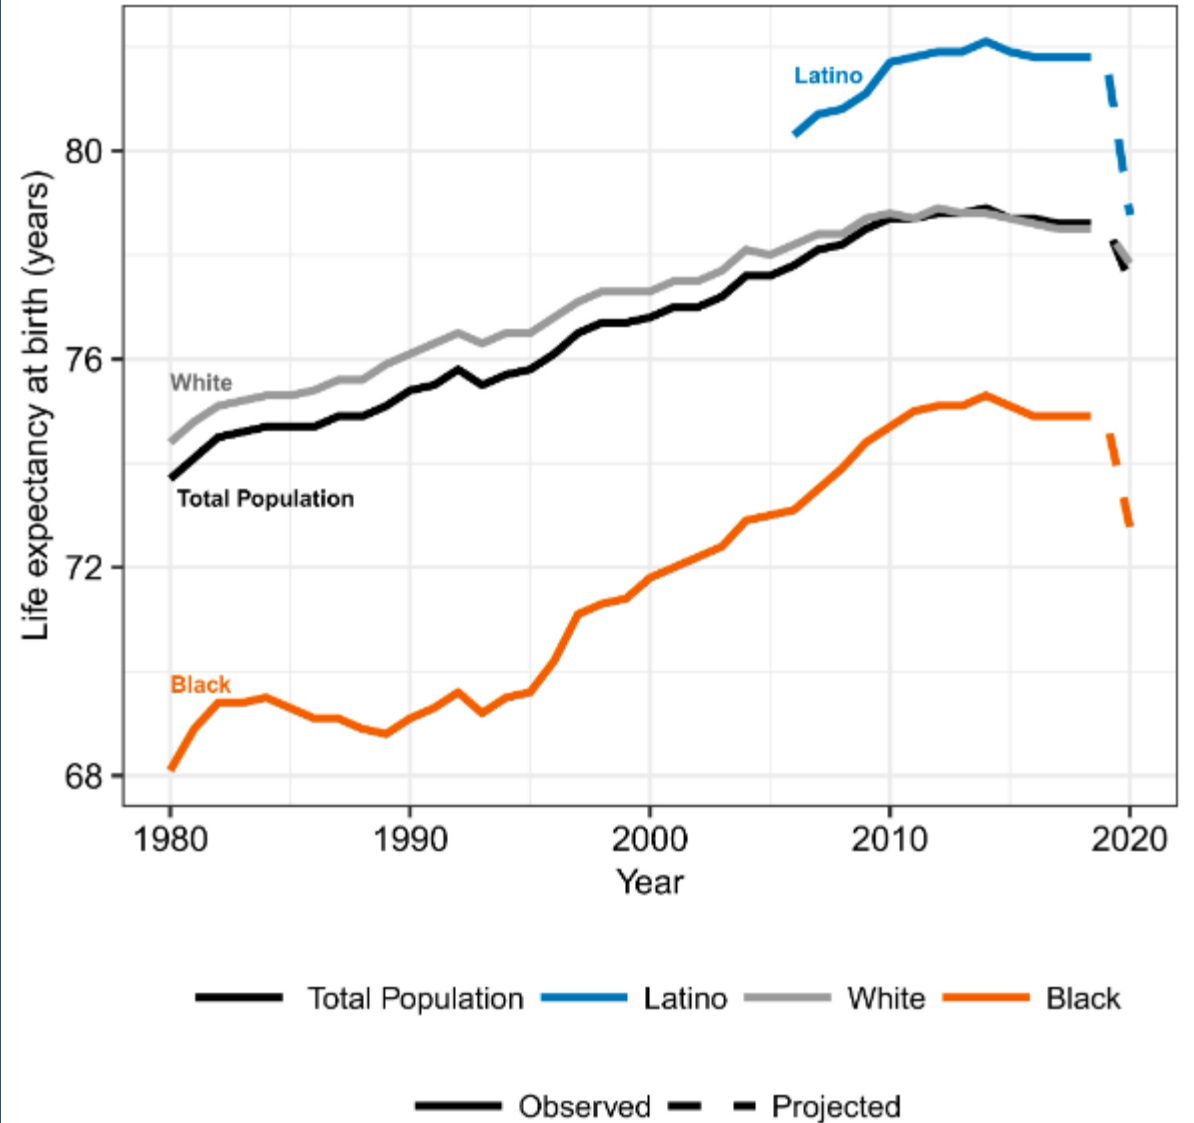 Latino
80
Life expectancy at birth (years)
76
White
Total Population
72
Black
68
1980 1990 2000 2010 2020
Year
Total Population Latino White Black
Observed Projected